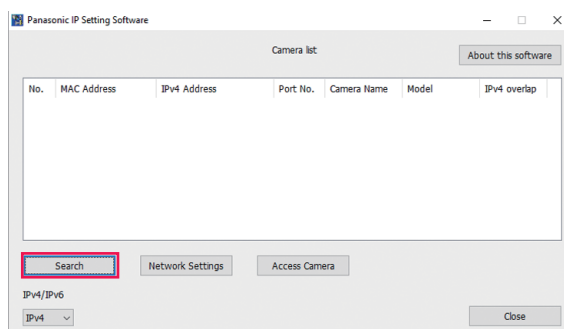 Panasonic IP Setting Software
Camera list
About this software
No. MAC Address IPv4 Address Port No. Camera Name Model IPv4 overlap
Search Network Settings Access Camera
IPv4/IPv6
IPv4 Close